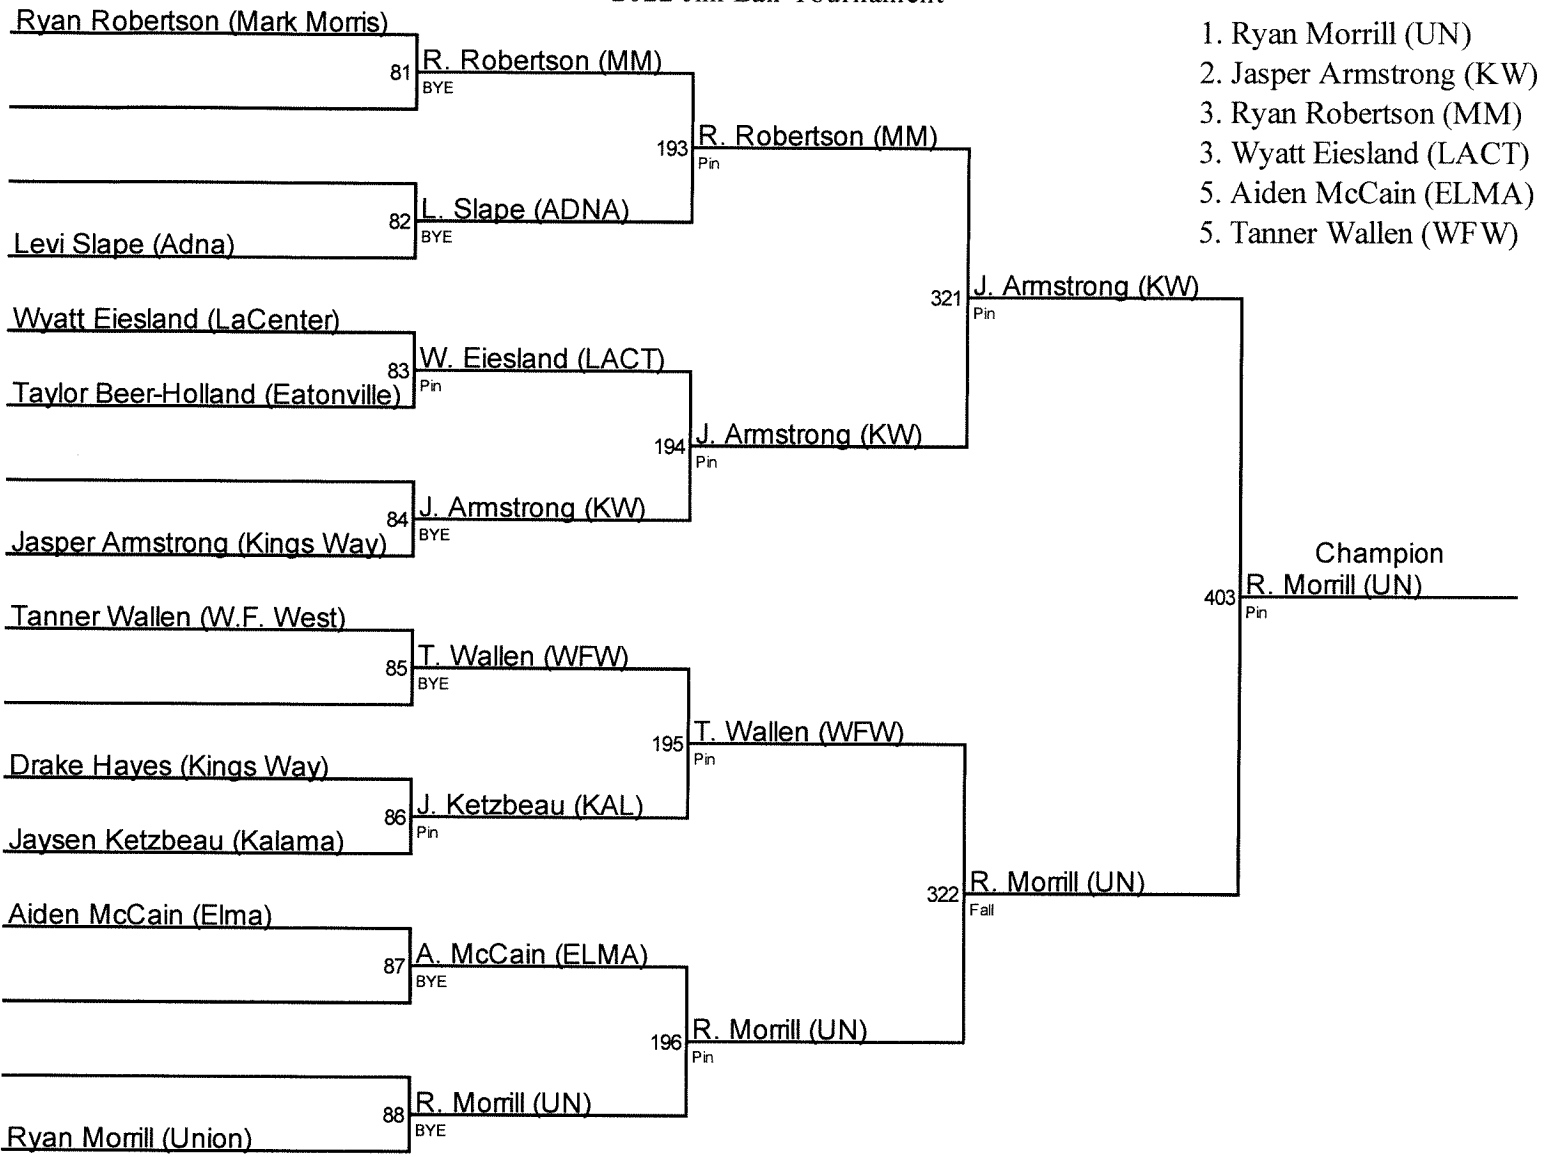 1. Ryan Morrill (UN)
2. Jasper Armstrong (KW)
3. Ryan Robertson (MM)
3. Wyatt Eiesland (LACT)
5. Aiden McCain (ELMA)
5. Tanner Wallen (WFW)
Ryan Robertson (Mark Morris)
81 R. Robertson (MM)
BYE
193 R. Robertson (MM)
Pin
82 L. Slape (ADNA)
BYE
Levi Slape (Adna)
321 J. Armstrong (KW)
Pin
Wyatt Eiesland (LaCenter)
83 W. Eiesland (LACT)
Pin
Taylor Beer-Holland (Eatonville)
194 J. Armstrong (KW)
Pin
84 J. Armstrong (KW)
BYE
Jasper Armstrong (Kings Way)
Champion
403 R. Morrill (UN)
Pin
Tanner Wallen (W.F. West)
85 T. Wallen (WFW)
BYE
195 T. Wallen (WFW)
Pin
Drake Hayes (Kings Way)
86 J. Ketzbeau (KAL)
Pin
Jaysen Ketzbeau (Kalama)
322 R. Morrill (UN)
Fall
Aiden McCain (Elma)
87 A. McCain (ELMA)
BYE
196 R. Morrill (UN)
Pin
88 R. Morrill (UN)
BYE
Ryan Morrill (Union)